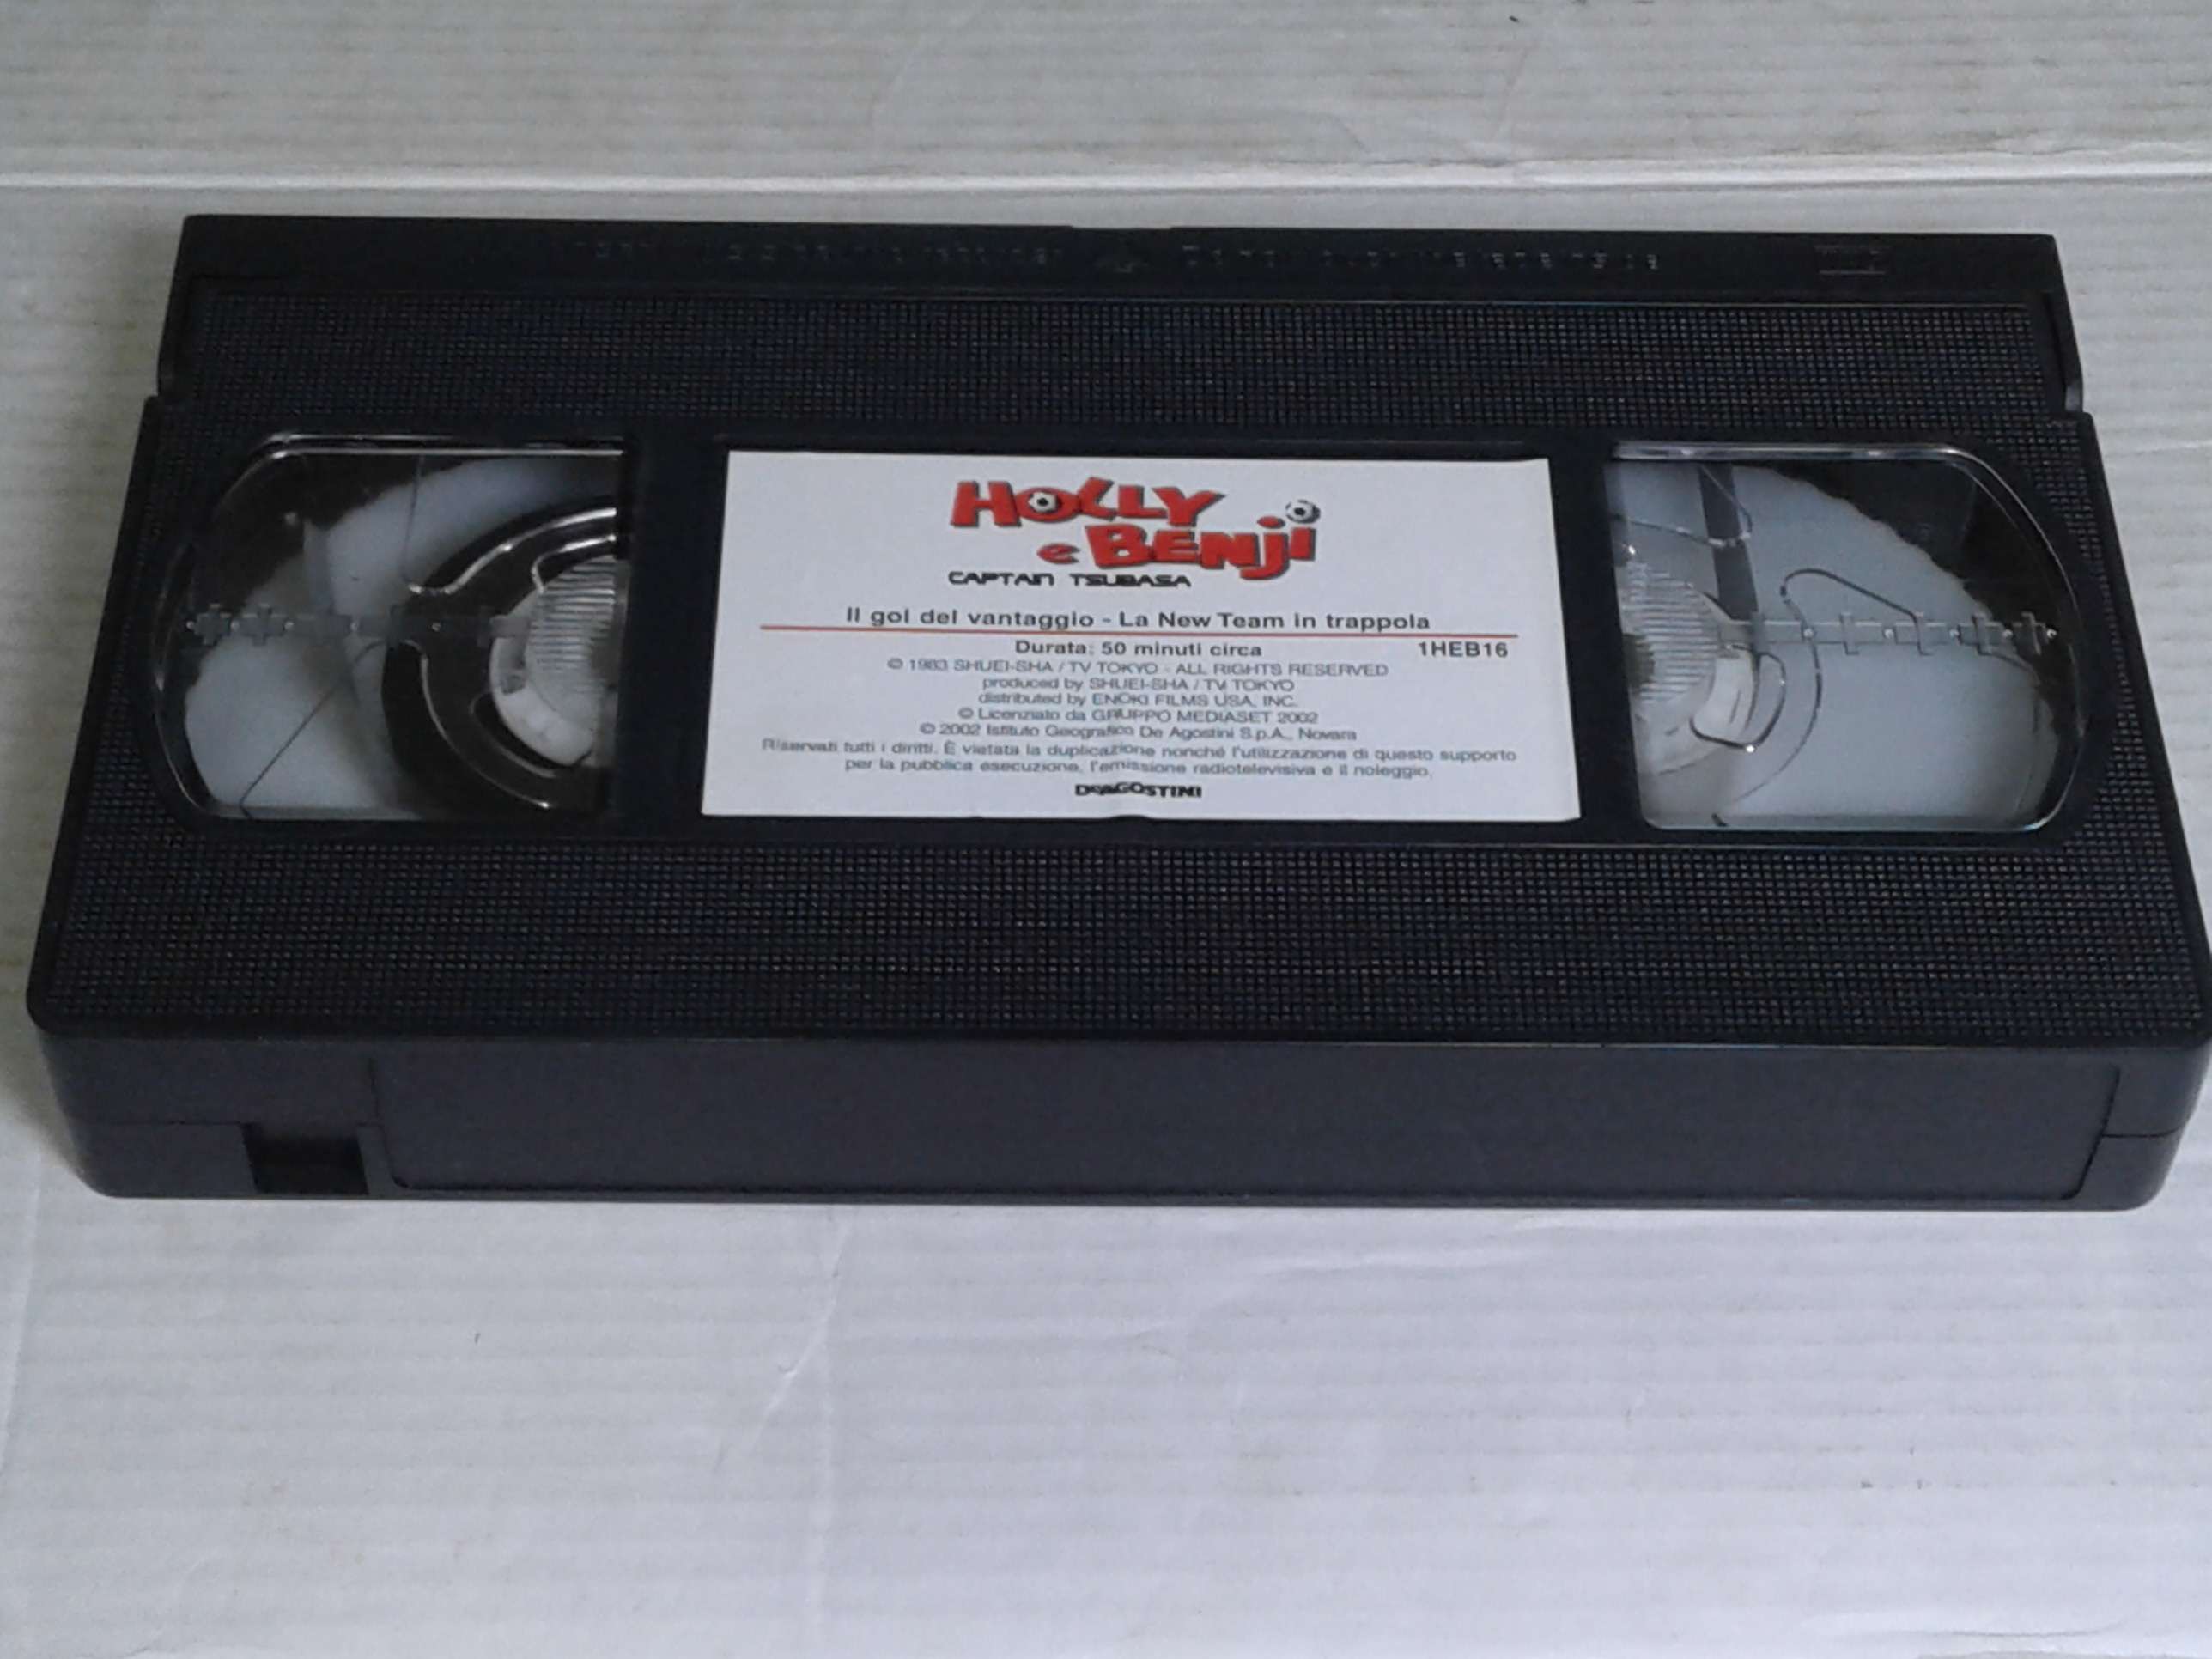 HOLLY
e BENJI
CAPTAIN TSUBASA
Il gol del vantaggio - La New Team in trappola
Durata: 50 minuti circa 1HEB16
© 1983 SHUEI-SHA / TV TOKYO - ALL RIGHTS RESERVED
produced by SHUEI-SHA / TV TOKYO
distributed by ENOKI FILMS USA, INC.
© Licenziato da GRUPPO MEDIASET 2002
© 2002 Istituto Geografico De Agostini S.p.A., Novara
Riservati tutti i diritti. È vietata la duplicazione nonché l'utilizzazione di questo supporto
per la pubblica esecuzione, l'emissione radiotelevisiva e il noleggio.
DeAGOSTINI